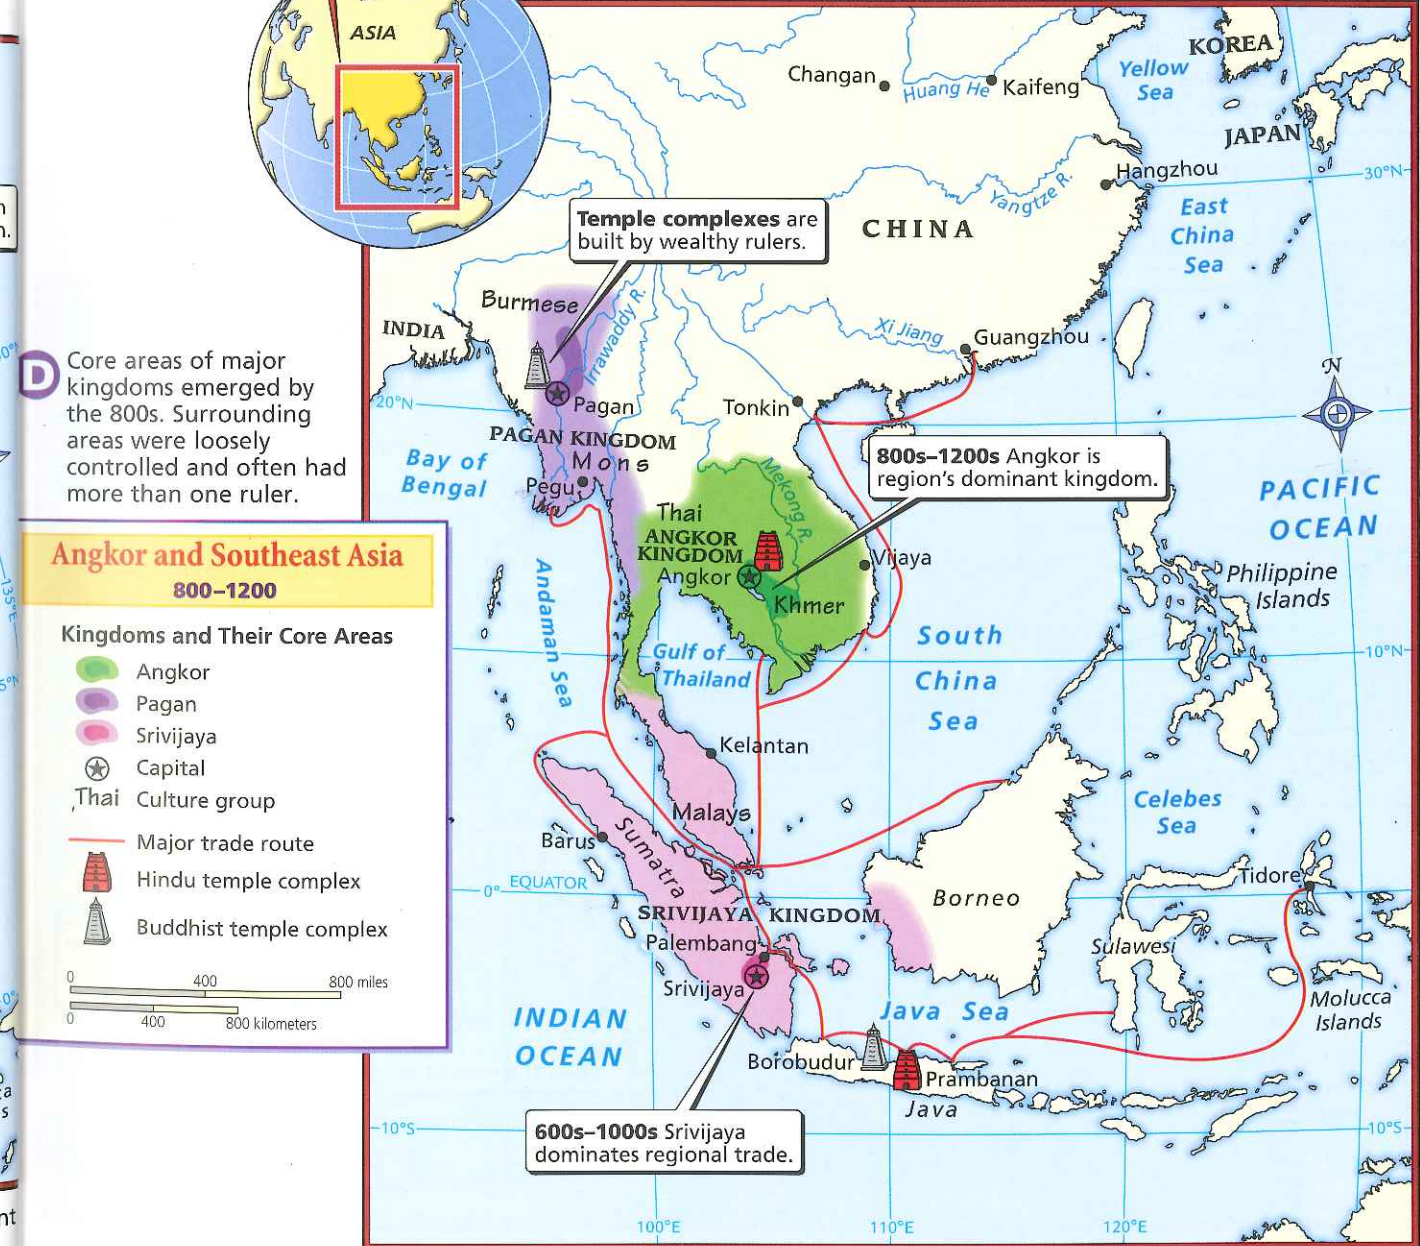 ASIA
KOREA
Changan
Huang He
Kaifeng
Yellow
Sea
JAPAN
Hangzhou
30°N
Yangtze R.
Temple complexes are
built by wealthy rulers.
CHINA
East
China
Sea
Burmese
Irrawaddy R.
INDIA
Xi Jiang
Guangzhou
D
Core areas of major
kingdoms emerged by
the 800s. Surrounding
areas were loosely
controlled and often had
more than one ruler.
N
20°N
Pagan
Tonkin
PAGAN KINGDOM
Mons
Bay of
Bengal
Pegu
800s–1200s Angkor is
region's dominant kingdom.
Mekong R.
PACIFIC
OCEAN
Thai
ANGKOR
KINGDOM
Angkor
Khmer
Vijaya
Philippine
Islands
Andaman Sea
Gulf of
Thailand
South
China
Sea
10°N
Angkor and Southeast Asia
800–1200
Kingdoms and Their Core Areas
Angkor
Pagan
Srivijaya
Capital
Thai Culture group
Major trade route
Hindu temple complex
Buddhist temple complex
0 400 800 miles
0 400 800 kilometers
Kelantan
Malays
Celebes
Sea
Barus
Sumatra
0° EQUATOR
Tidore
Borneo
SRIVIJAYA KINGDOM
Palembang
Srivijaya
Sulawesi
Molucca
Islands
INDIAN
OCEAN
Java Sea
Borobudur
Prambanan
Java
600s–1000s Srivijaya
dominates regional trade.
10°S
10°S
100°E
110°E
120°E
135°E
nt